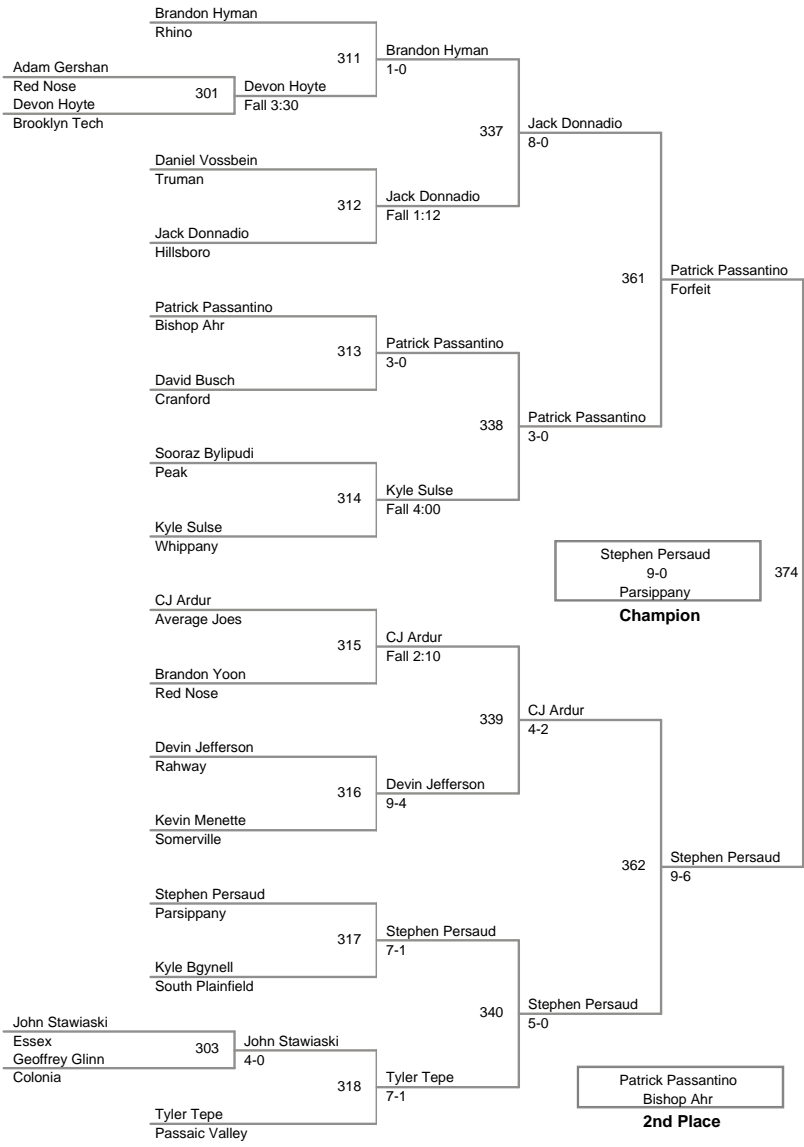 Brandon Hyman
Rhino
311
Brandon Hyman
1-0
Adam Gershan
Red Nose
301
Devon Hoyte
Fall 3:30
Devon Hoyte
Brooklyn Tech
337
Jack Donnadio
8-0
Daniel Vossbein
Truman
312
Jack Donnadio
Fall 1:12
Jack Donnadio
Hillsboro
361
Patrick Passantino
Forfeit
Patrick Passantino
Bishop Ahr
313
Patrick Passantino
3-0
David Busch
Cranford
338
Patrick Passantino
3-0
Sooraz Bylipudi
Peak
314
Kyle Sulse
Fall 4:00
Kyle Sulse
Whippany
Stephen Persaud
9-0
Parsippany
374
Champion
CJ Ardur
Average Joes
315
CJ Ardur
Fall 2:10
Brandon Yoon
Red Nose
339
CJ Ardur
4-2
Devin Jefferson
Rahway
316
Devin Jefferson
9-4
Kevin Menette
Somerville
362
Stephen Persaud
9-6
Stephen Persaud
Parsippany
317
Stephen Persaud
7-1
Kyle Bgynell
South Plainfield
340
Stephen Persaud
5-0
John Stawiaski
Essex
303
John Stawiaski
4-0
Geoffrey Glinn
Colonia
318
Tyler Tepe
7-1
Tyler Tepe
Passaic Valley
Patrick Passantino
Bishop Ahr
2nd Place